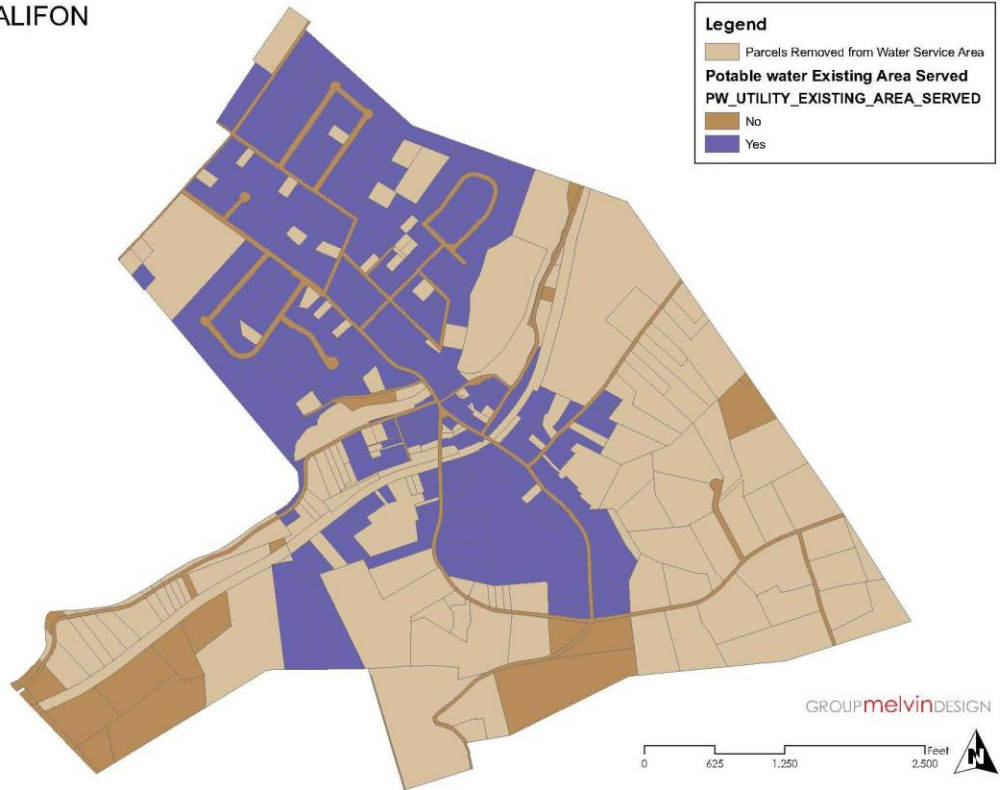 ALIFON
Legend
Parcels Removed from Water Service Area
Potable water Existing Area Served
PW_UTILITY_EXISTING_AREA_SERVED
No
Yes
GROUPmelvinDESIGN
Feet
0 625 1,250 2,500
N